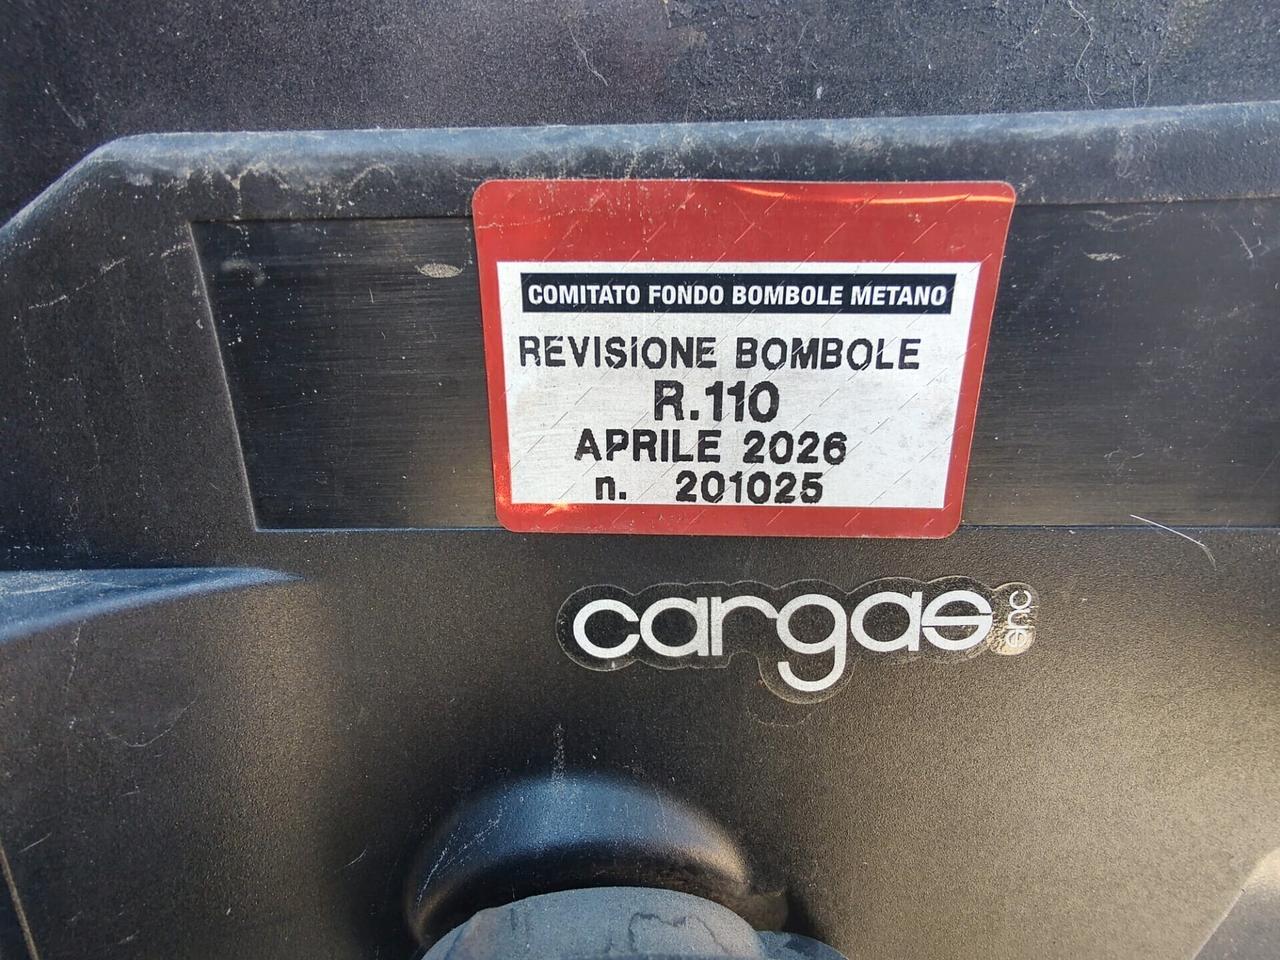 COMITATO FONDO BOMBOLE METANO
REVISIONE BOMBOLE
R.110
APRILE 2026
n. 201025
cargas